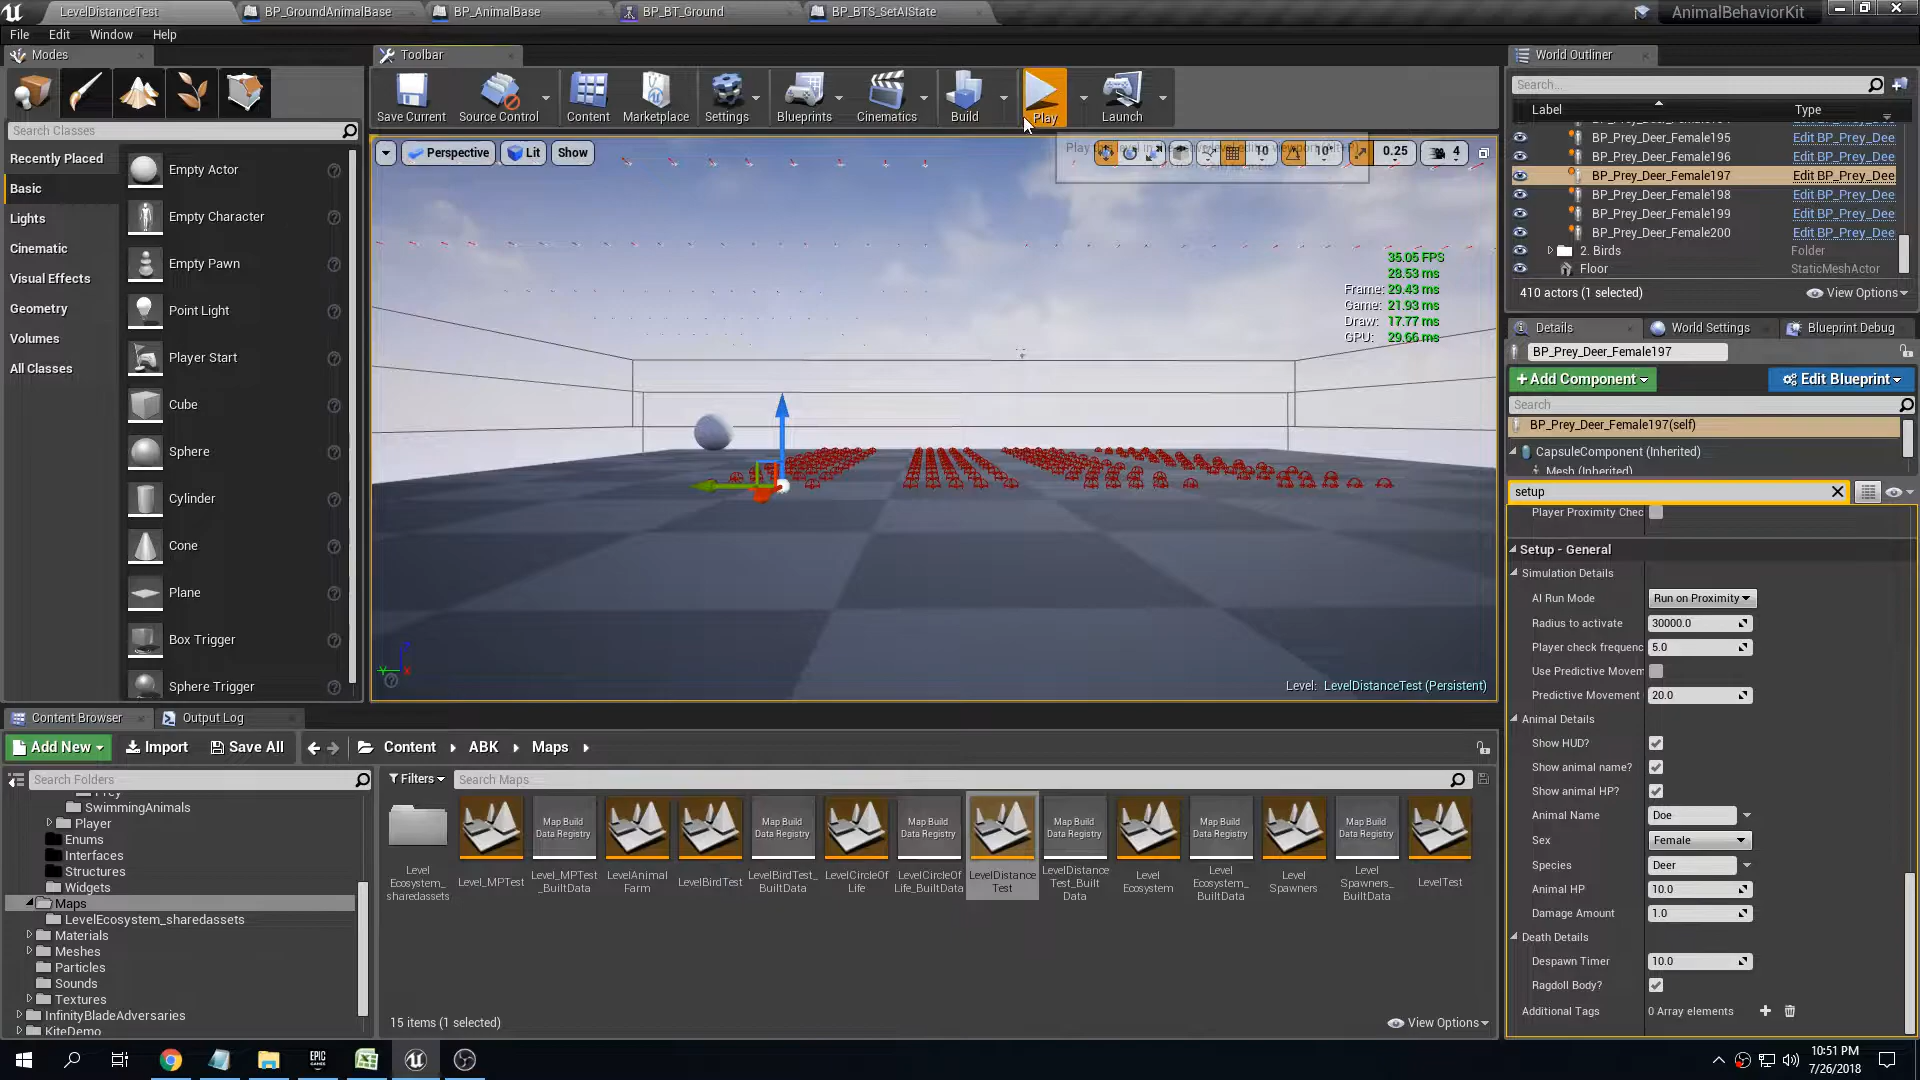 LevelDistanceTest
BP_GroundAnimalBase
BP_AnimalBase
BP_BT_Ground
BP_BTS_SetAIState
AnimalBehaviorKit
File Edit Window Help
Modes
Toolbar
World Outliner
Save Current
Source Control
Content
Marketplace
Settings
Blueprints
Cinematics
Build
Play
Launch
Search...
Label
Type
Search Classes
Recently Placed
Basic
Lights
Cinematic
Visual Effects
Geometry
Volumes
All Classes
Empty Actor
Empty Character
Empty Pawn
Point Light
Player Start
Cube
Sphere
Cylinder
Cone
Plane
Box Trigger
Sphere Trigger
Perspective
Lit
Show
10
10°
0.25
4
35.05 FPS
28.53 ms
Frame: 29.43 ms
Game: 21.93 ms
Draw: 17.77 ms
GPU: 29.66 ms
Level: LevelDistanceTest (Persistent)
BP_Prey_Deer_Female195 Edit BP_Prey_Dee
BP_Prey_Deer_Female196 Edit BP_Prey_Dee
BP_Prey_Deer_Female197 Edit BP_Prey_Dee
BP_Prey_Deer_Female198 Edit BP_Prey_Dee
BP_Prey_Deer_Female199 Edit BP_Prey_Dee
BP_Prey_Deer_Female200 Edit BP_Prey_Dee
2. Birds Folder
Floor StaticMeshActor
410 actors (1 selected)
View Options
Details
World Settings
Blueprint Debug
BP_Prey_Deer_Female197
+Add Component
Edit Blueprint
Search
BP_Prey_Deer_Female197(self)
CapsuleComponent (Inherited)
Mesh (Inherited)
setup
Player Proximity Chec
Setup - General
Simulation Details
AI Run Mode Run on Proximity
Radius to activate 30000.0
Player check frequenc 5.0
Use Predictive Movem
Predictive Movement 20.0
Animal Details
Show HUD?
Show animal name?
Show animal HP?
Animal Name Doe
Sex Female
Species Deer
Animal HP 10.0
Damage Amount 1.0
Death Details
Despawn Timer 10.0
Ragdoll Body?
Additional Tags 0 Array elements
Content Browser
Output Log
Add New
Import
Save All
Content
ABK
Maps
Search Folders
Filters
Search Maps
SwimmingAnimals
Player
Enums
Interfaces
Structures
Widgets
Maps
LevelEcosystem_sharedassets
Materials
Meshes
Particles
Sounds
Textures
InfinityBladeAdversaries
KiteDemo
Map Build
Data Registry
Map Build
Data Registry
Map Build
Data Registry
Map Build
Data Registry
Map Build
Data Registry
Map Build
Data Registry
Level
Ecosystem_
sharedassets
Level_MPTest
Level_MPTest
_BuiltData
LevelAnimal
Farm
LevelBirdTest
LevelBirdTest_
BuiltData
LevelCircleOf
Life
LevelCircleOf
Life_BuiltData
LevelDistance
Test
LevelDistance
Test_Built
Data
Level
Ecosystem
Level
Ecosystem_
BuiltData
Level
Spawners
Level
Spawners_
BuiltData
LevelTest
15 items (1 selected)
View Options
EPIC
10:51 PM
7/26/2018